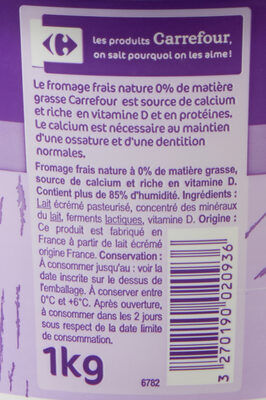 les produits Carrefour,
on sait pourquoi on les aime !
Le fromage frais nature 0% de matière
grasse Carrefour est source de calcium
et riche en vitamine D et en protéines.
Le calcium est nécessaire au maintien
d'une ossature et d'une dentition
normales.
Fromage frais nature à 0% de matière grasse,
source de calcium et riche en vitamine D.
Contient plus de 85% d'humidité. Ingrédients :
Lait écrémé pasteurisé, concentré des minéraux
du lait, ferments lactiques, vitamine D. Origine :
Ce produit est fabriqué en
France à partir de lait écrémé
origine France. Conservation :
À consommer jusqu'au : voir la
date inscrite sur le dessus de
l'emballage. À conserver entre
0°C et +6°C. Après ouverture,
à consommer dans les 2 jours
sous respect de la date limite
de consommation.
1kg
6782
3 270190 020936